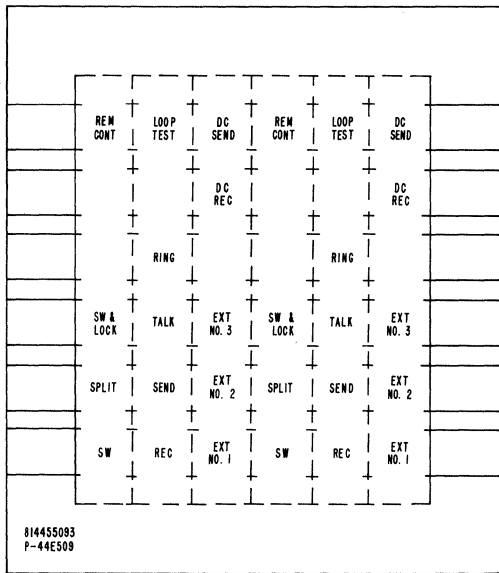 REM CONT LOOP TEST DC SEND REM CONT LOOP TEST DC SEND
DC REC DC REC
RING RING
SW & LOCK TALK EXT NO. 3 SW & LOCK TALK EXT NO. 3
SPLIT SEND EXT NO. 2 SPLIT SEND EXT NO. 2
SW REC EXT NO. 1 SW REC EXT NO. 1
814455093
P-44E509